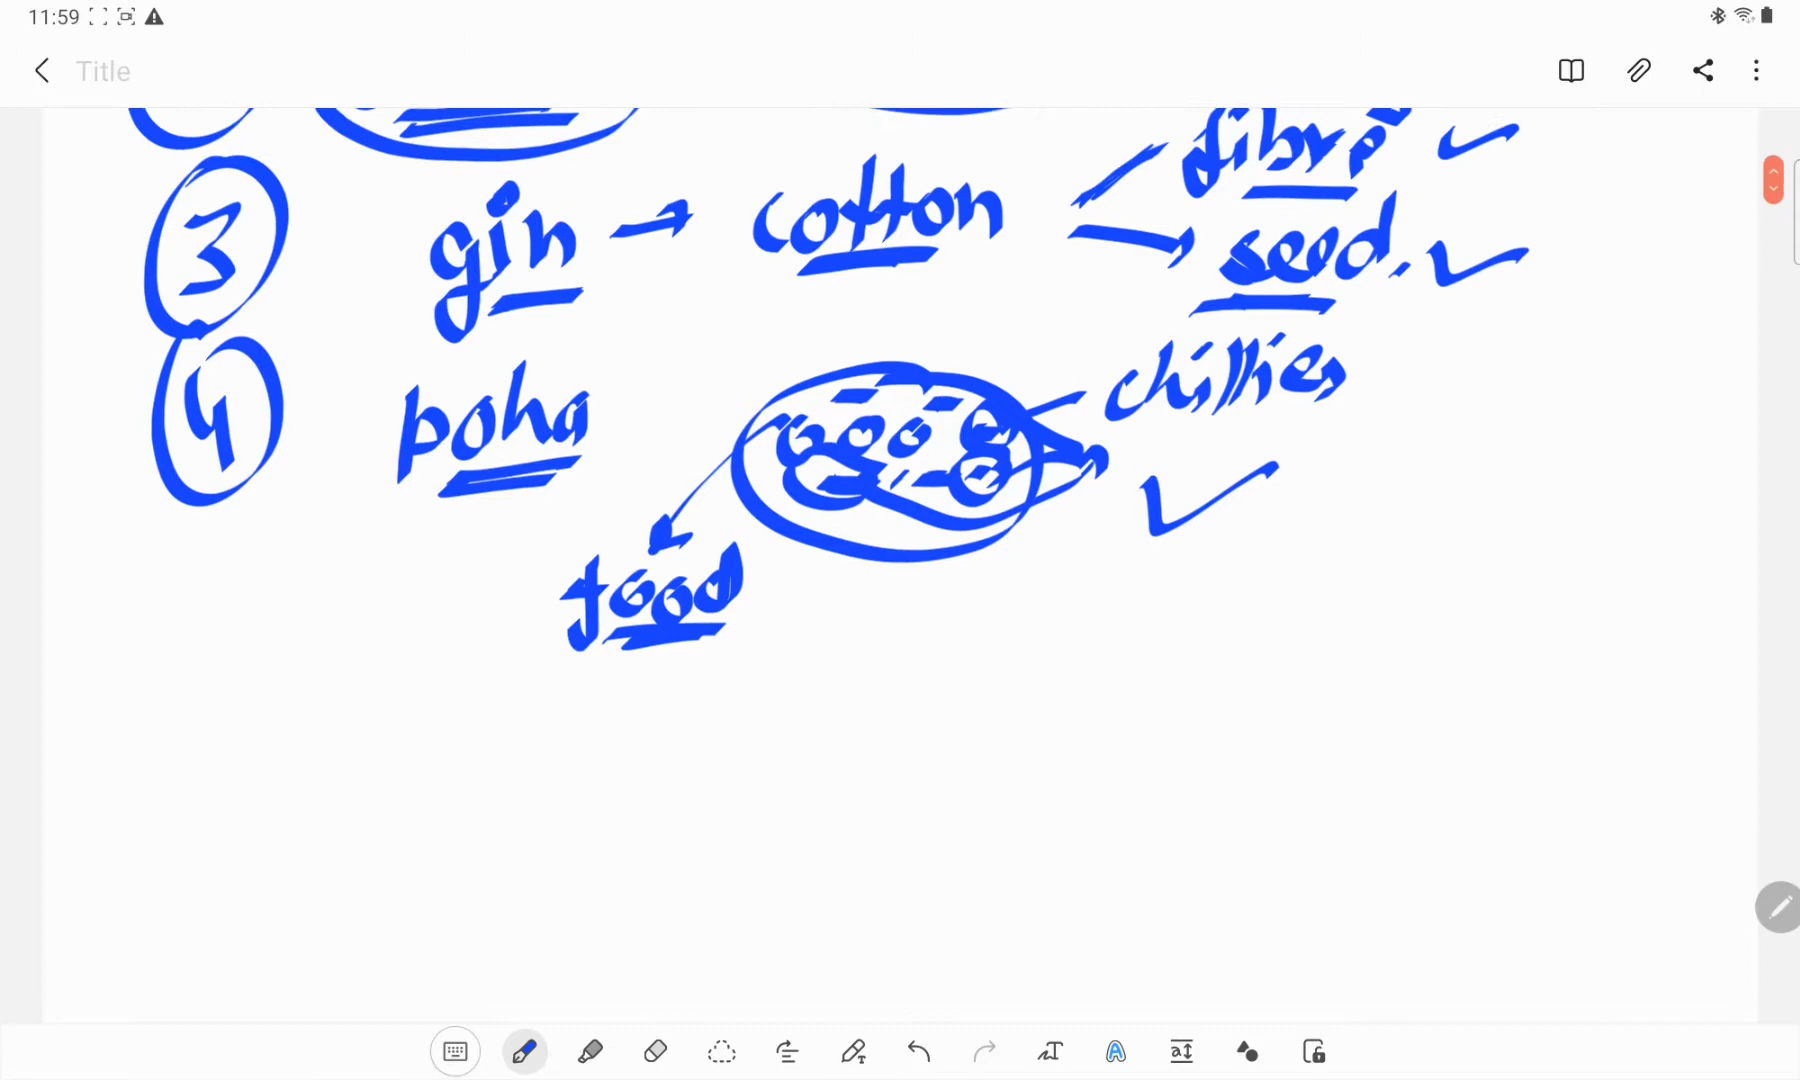 11:59
Title
fibre
3 gin → cotton
seed.
4 poha
chillies
food